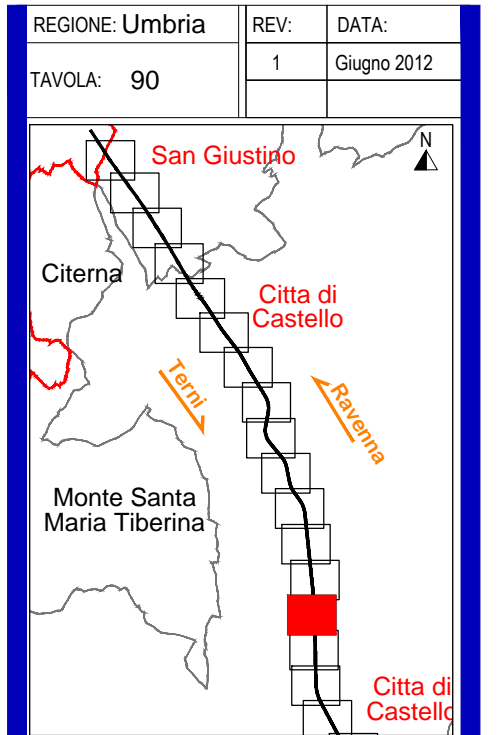 REGIONE: Umbria
REV:
DATA:
TAVOLA: 90
1
Giugno 2012
N
San Giustino
Citerna
Citta di
Castello
Terni
Ravenna
Monte Santa
Maria Tiberina
Citta di
Castello